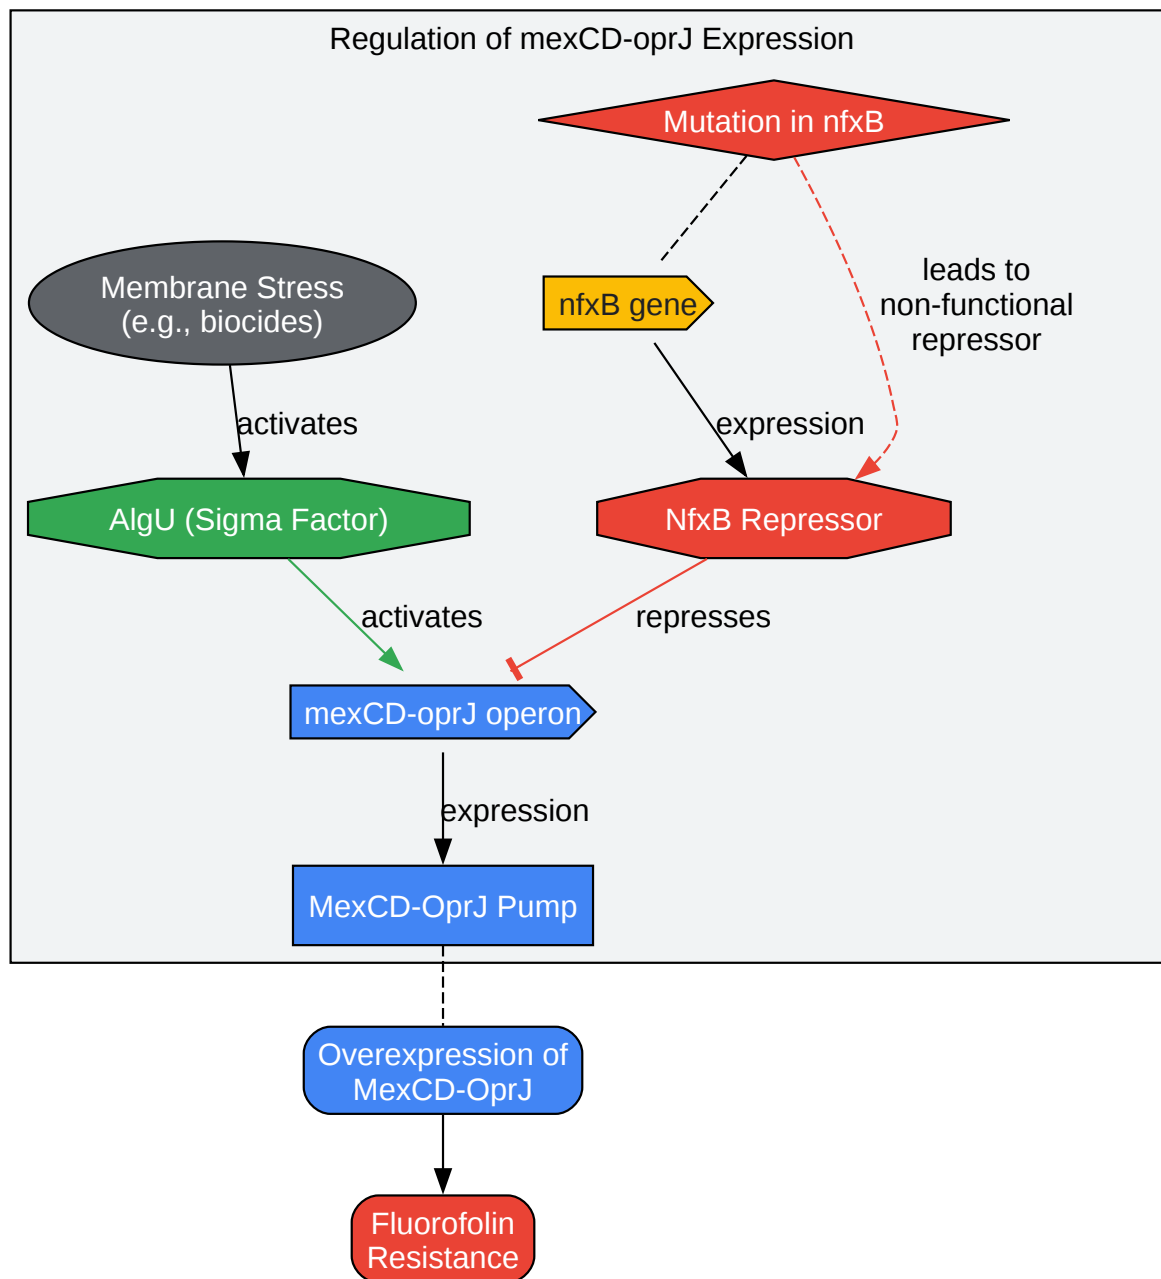 Regulation of mexCD-oprJ Expression
Mutation in nfxB
Membrane Stress
(e.g., biocides)
nfxB gene
leads to
non-functional
repressor
activates
expression
AlgU (Sigma Factor)
NfxB Repressor
activates
represses
mexCD-oprJ operon
expression
MexCD-OprJ Pump
Overexpression of
MexCD-OprJ
Fluorofolin
Resistance